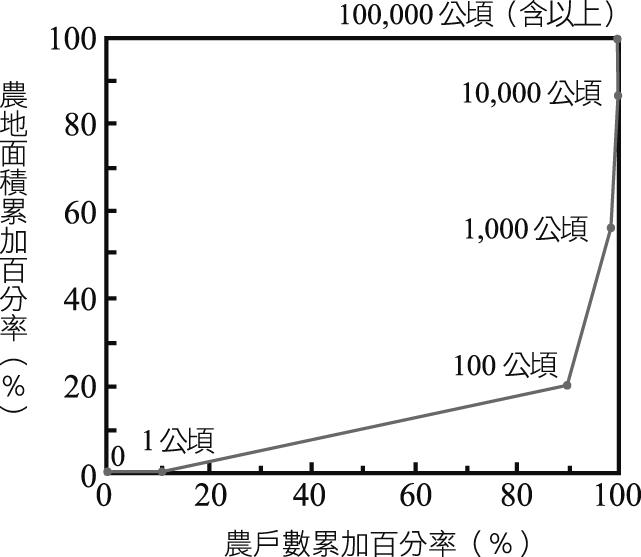 100,000 公頃（含以上）
100
10,000 公頃
80
60
1,000 公頃
40
100 公頃
20
1 公頃
0
0
0 20 40 60 80 100
農地面積累加百分率（%）
農戶數累加百分率（%）